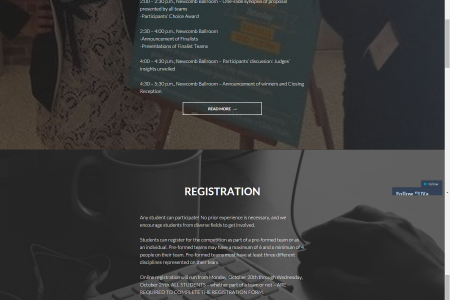 2:00 – 2:30 p.m., Newcomb Ballroom – One-slide synopsis of proposal
presented by all teams
-Participants' Choice Award
2:30 – 4:00 p.m., Newcomb Ballroom
-Announcement of Finalists
-Presentations of Finalist Teams
4:00 – 4:30 p.m., Newcomb Ballroom – Participants' discussion: Judges'
insights unveiled
4:30 – 5:30 p.m., Newcomb Ballroom – Announcement of winners and Closing
Reception
READ MORE
Follow
Follow "UVa
REGISTRATION
Any student can participate! No prior experience is necessary, and we
encourage students from diverse fields to get involved.
Students can register for the competition as part of a pre-formed team or as
an individual. Pre-formed teams may have a maximum of 6 and a minimum of 4
people on their team. Pre-formed teams must have at least three different
disciplines represented on their team.
Online registration will run from Monday, October 20th through Wednesday,
October 29th. ALL STUDENTS – whether part of a team or not – ARE
REQUIRED TO COMPLETE THE REGISTRATION FORM.